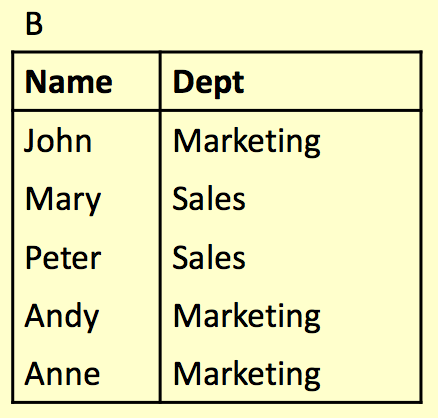 B
Name Dept
John Marketing
Mary Sales
Peter Sales
Andy Marketing
Anne Marketing